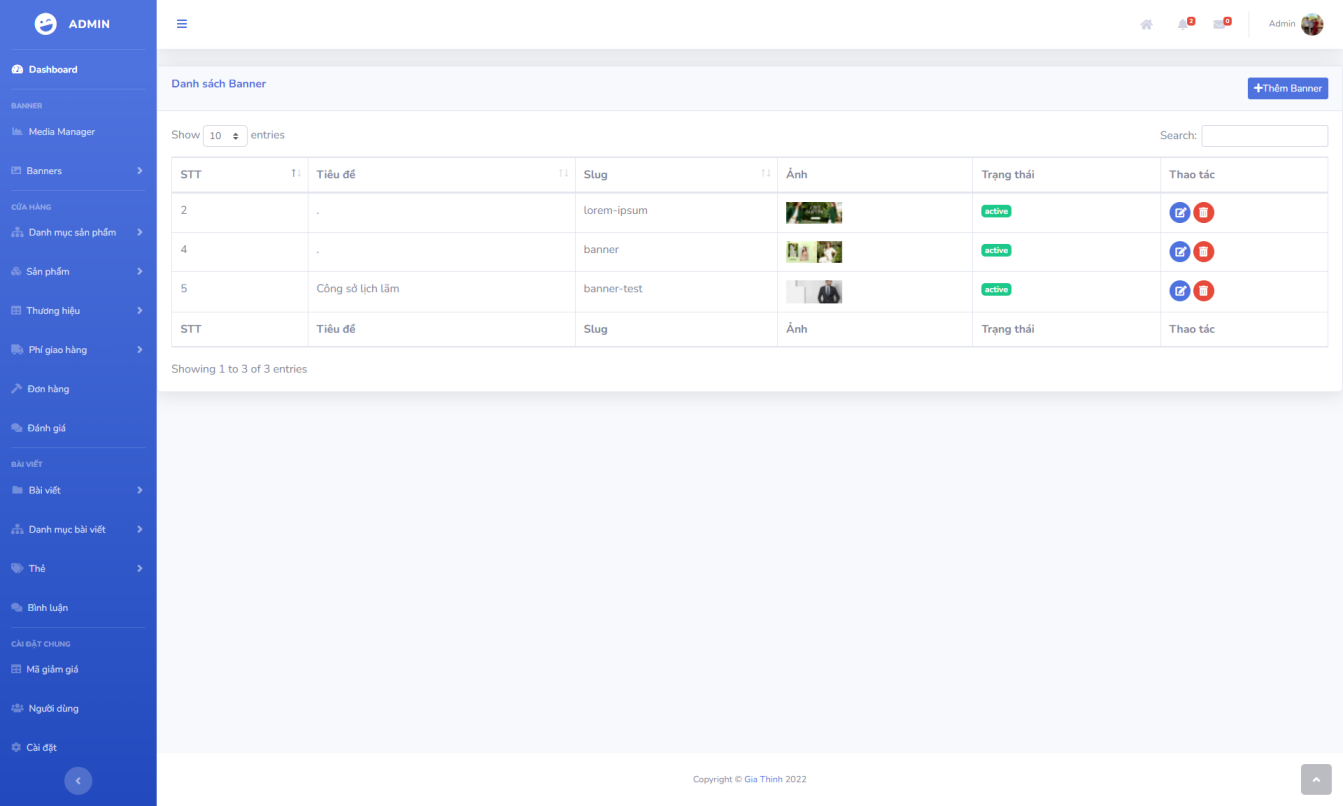 ADMIN
Dashboard
BANNER
Media Manager
Banners
CỬA HÀNG
Danh mục sản phẩm
Sản phẩm
Thương hiệu
Phí giao hàng
Đơn hàng
Đánh giá
BÀI VIẾT
Bài viết
Danh mục bài viết
Thẻ
Bình luận
CÀI ĐẶT CHUNG
Mã giảm giá
Người dùng
Cài đặt
2 0 Admin
Danh sách Banner
+Thêm Banner
Show 10 entries Search:
STT Tiêu đề Slug Ảnh Trạng thái Thao tác
2 . lorem-ipsum active
4 . banner active
5 Công sở lịch lãm banner-test active
STT Tiêu đề Slug Ảnh Trạng thái Thao tác
Showing 1 to 3 of 3 entries
Copyright © Gia Thinh 2022